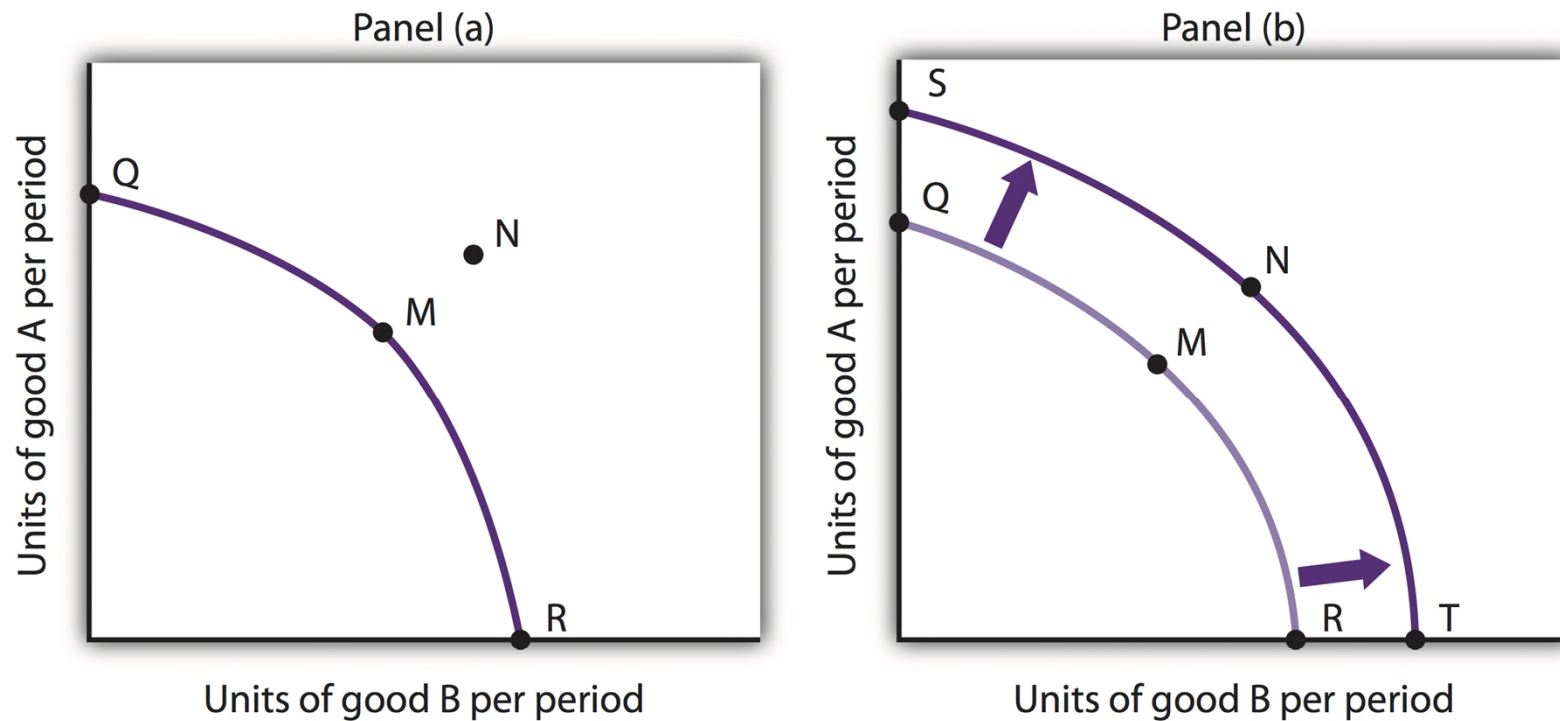 Panel (a)
Units of good A per period
Q
N
M
R
Units of good B per period
Panel (b)
Units of good A per period
S
Q
N
M
R
T
Units of good B per period